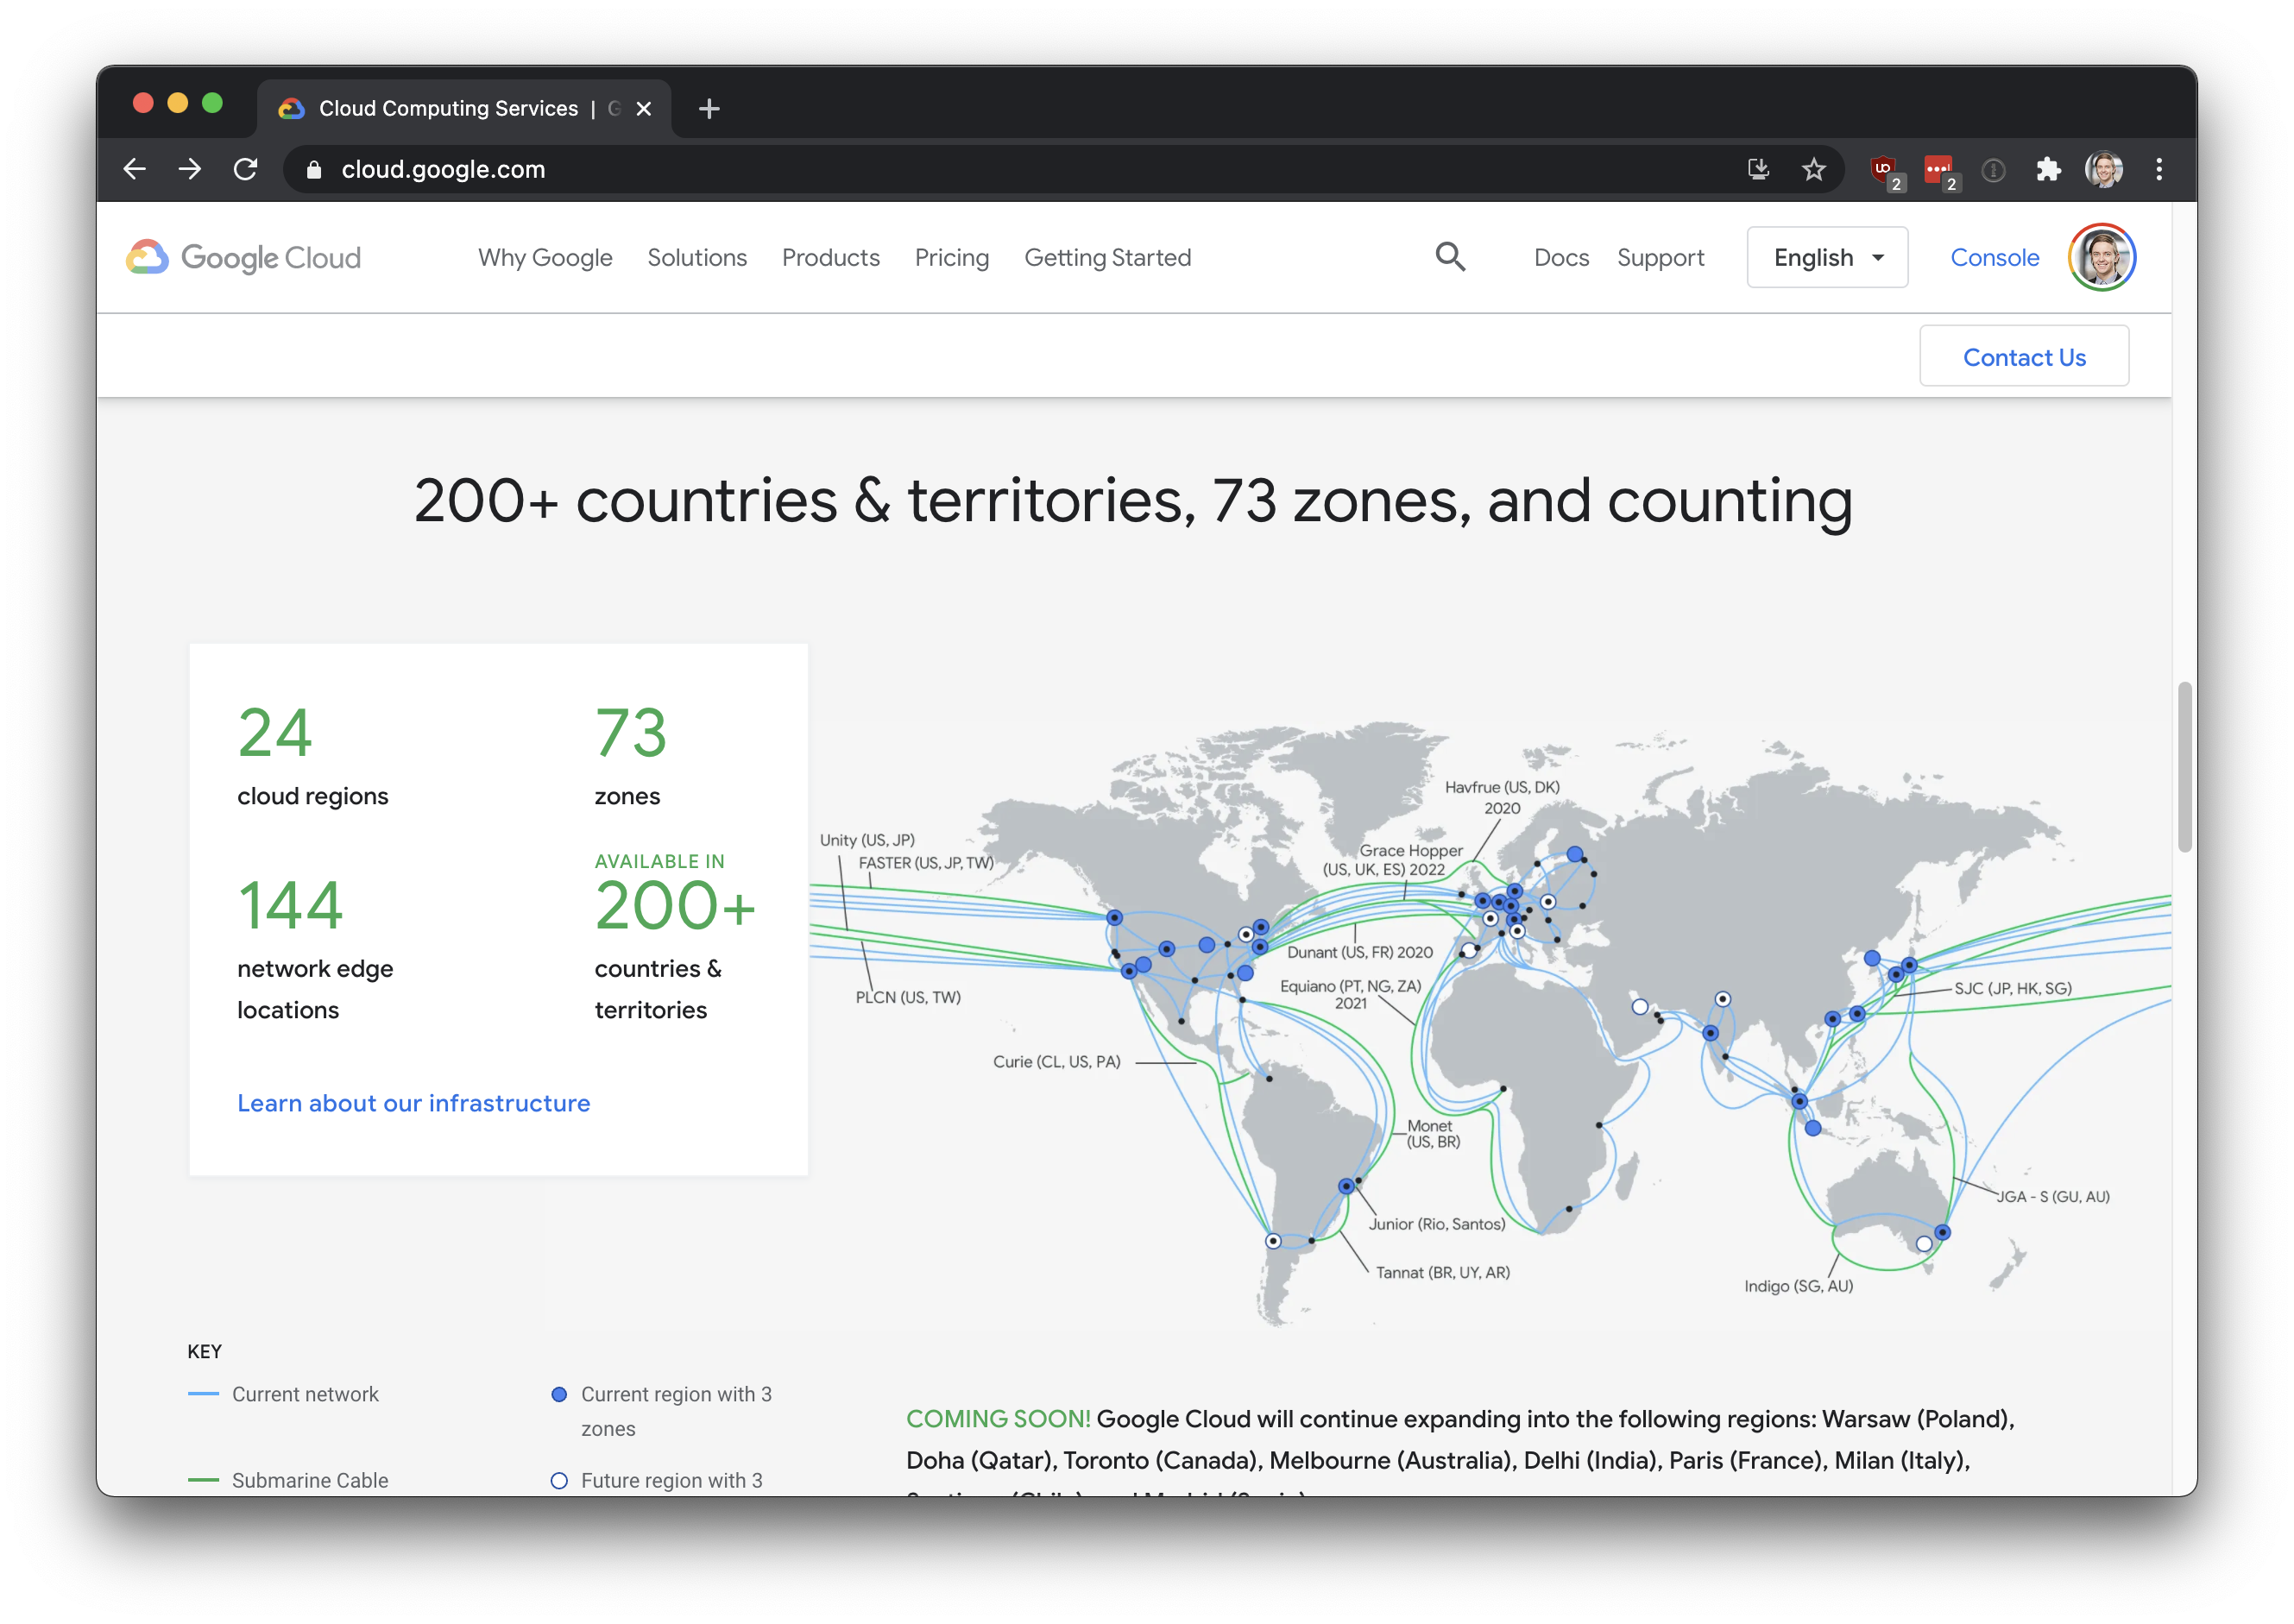 Cloud Computing Services | G
cloud.google.com
2
2
Google Cloud
Why Google
Solutions
Products
Pricing
Getting Started
Docs
Support
English
Console
Contact Us
200+ countries & territories, 73 zones, and counting
24
cloud regions
73
zones
144
network edge
locations
AVAILABLE IN
200+
countries &
territories
Learn about our infrastructure
Unity (US, JP)
FASTER (US, JP, TW)
PLCN (US, TW)
Curie (CL, US, PA)
Havfrue (US, DK)
2020
Grace Hopper
(US, UK, ES) 2022
Dunant (US, FR) 2020
Equiano (PT, NG, ZA)
2021
Monet
(US, BR)
Junior (Rio, Santos)
Tannat (BR, UY, AR)
SJC (JP, HK, SG)
JGA - S (GU, AU)
Indigo (SG, AU)
KEY
Current network
Submarine Cable
Current region with 3
zones
Future region with 3
COMING SOON! Google Cloud will continue expanding into the following regions: Warsaw (Poland),
Doha (Qatar), Toronto (Canada), Melbourne (Australia), Delhi (India), Paris (France), Milan (Italy),